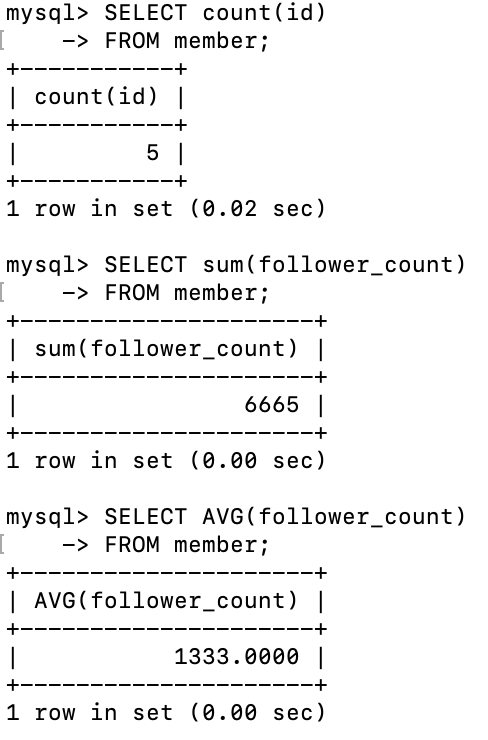 mysql> SELECT count(id)
[    -> FROM member;
+-----------+
| count(id) |
+-----------+
|         5 |
+-----------+
1 row in set (0.02 sec)

mysql> SELECT sum(follower_count)
[    -> FROM member;
+---------------------+
| sum(follower_count) |
+---------------------+
|                6665 |
+---------------------+
1 row in set (0.00 sec)

mysql> SELECT AVG(follower_count)
[    -> FROM member;
+---------------------+
| AVG(follower_count) |
+---------------------+
|           1333.0000 |
+---------------------+
1 row in set (0.00 sec)